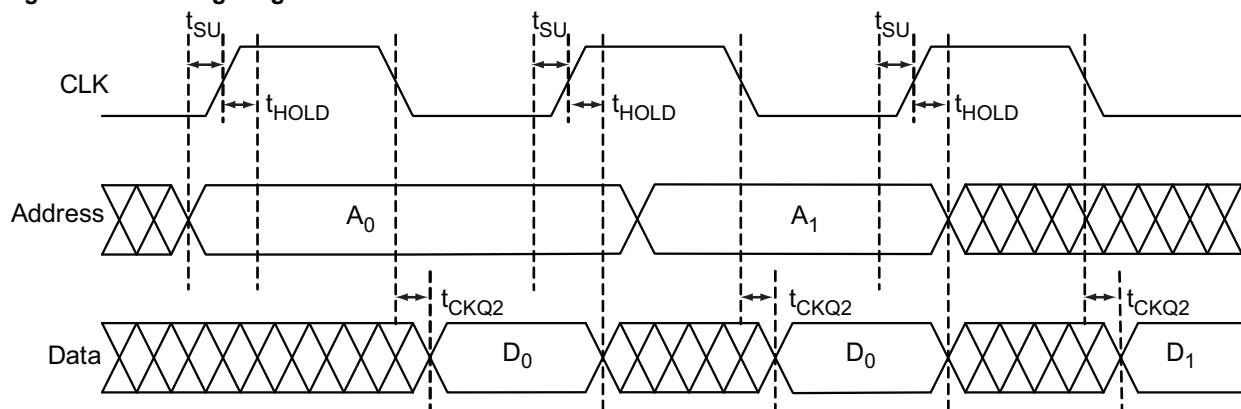 t_SU t_SU t_SU
CLK
t_HOLD t_HOLD t_HOLD
Address A_0 A_1
t_CKQ2 t_CKQ2 t_CKQ2
Data D_0 D_0 D_1